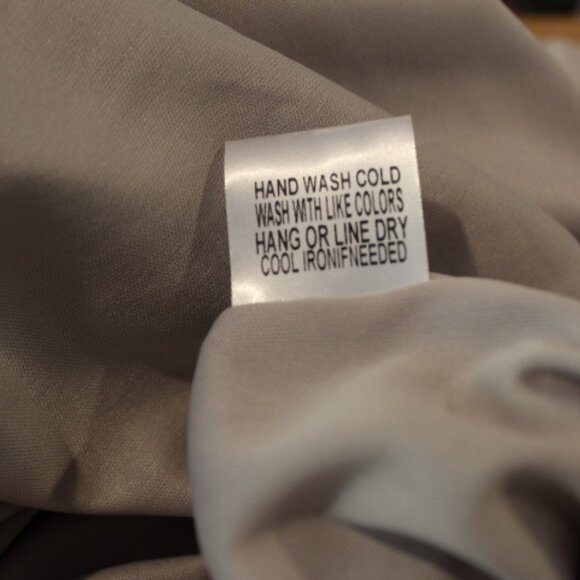 HAND WASH COLD
WASH WITH LIKE COLORS
HANG OR LINE DRY
COOL IRONIFNEEDED